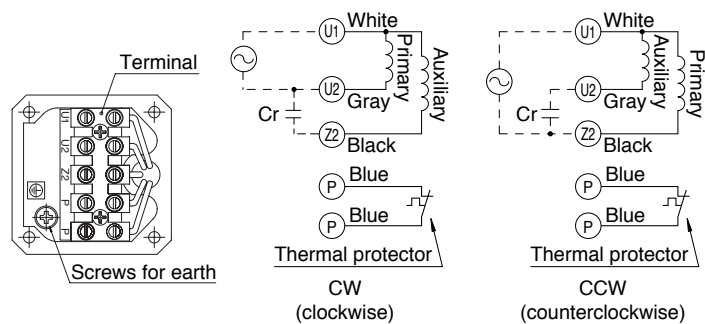 Terminal
U1
U2
Z2
P
P
Screws for earth
U1 White
Primary
Auxiliary
U2
Gray
Cr
Z2
Black
P Blue
P Blue
Thermal protector
CW
(clockwise)
U1 White
Auxiliary
Primary
U2
Gray
Cr
Z2
Black
P Blue
P Blue
Thermal protector
CCW
(counterclockwise)